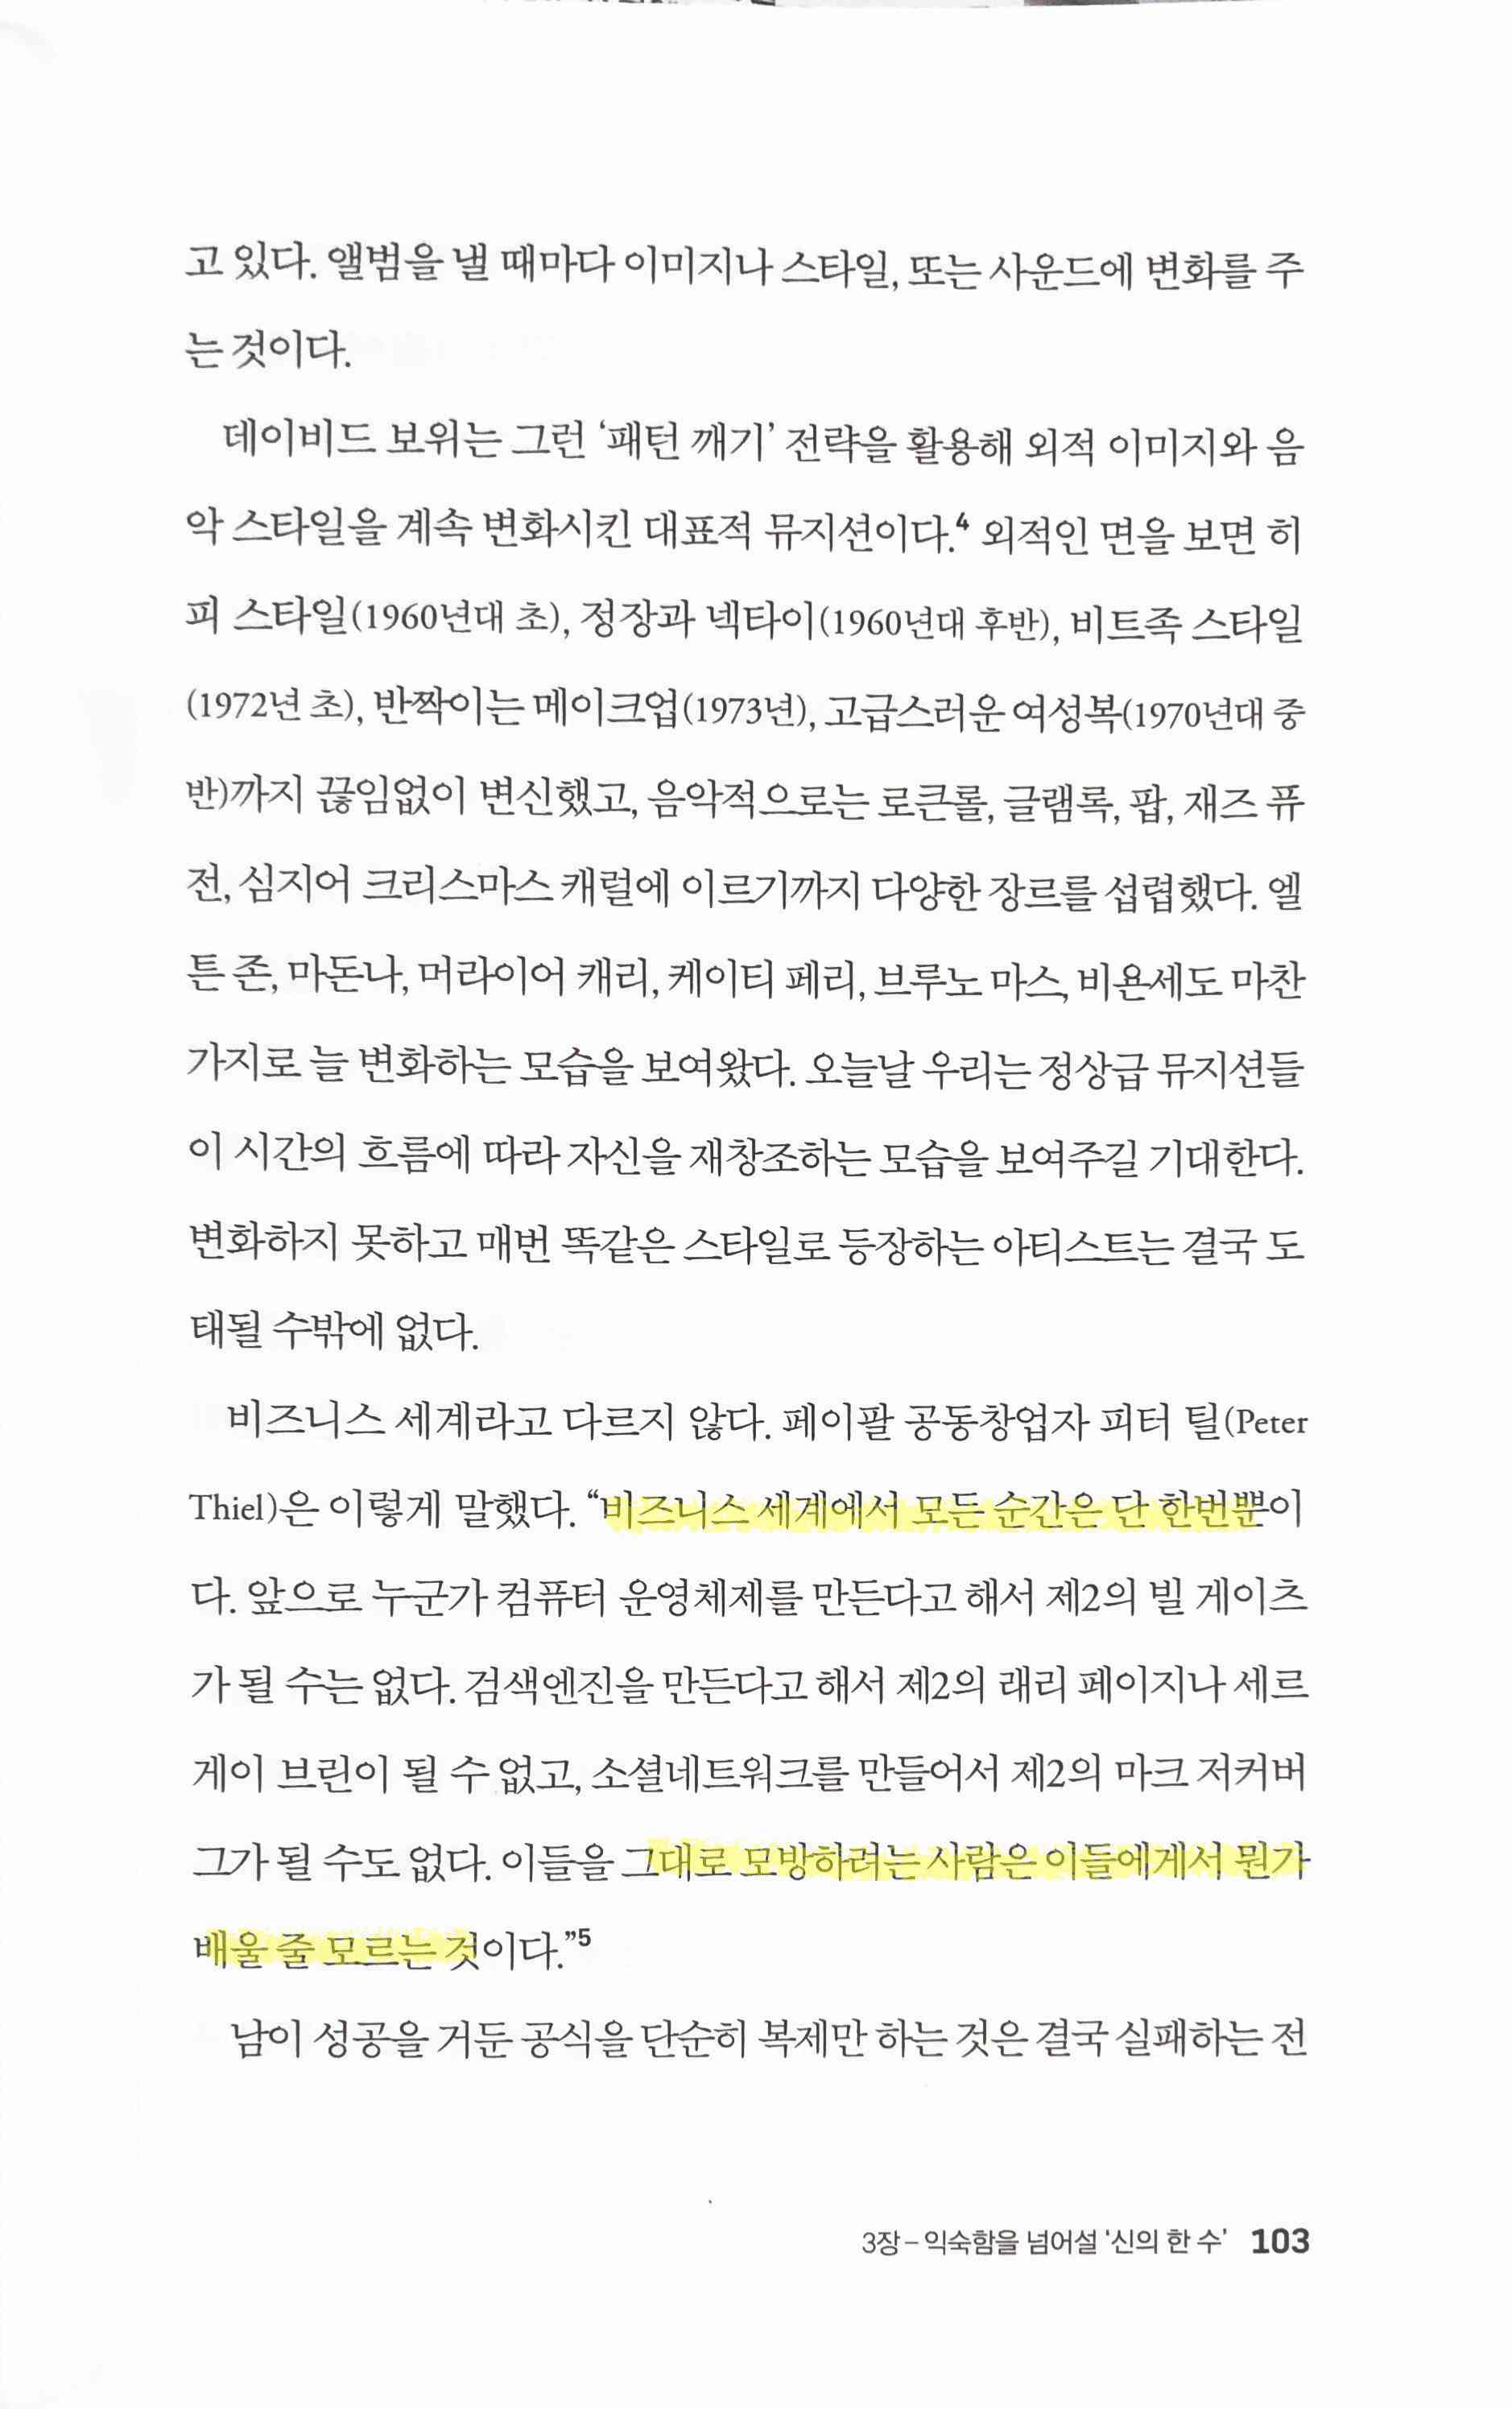 고 있다. 앨범을 낼 때마다 이미지나 스타일, 또는 사운드에 변화를 주
는 것이다.
데이비드 보위는 그런 ‘패턴 깨기’ 전략을 활용해 외적 이미지와 음
악 스타일을 계속 변화시킨 대표적 뮤지션이다.⁴ 외적인 면을 보면 히
피 스타일(1960년대 초), 정장과 넥타이(1960년대 후반), 비트족 스타일
(1972년 초), 반짝이는 메이크업(1973년), 고급스러운 여성복(1970년대 중
반)까지 끊임없이 변신했고, 음악적으로는 로큰롤, 글램록, 팝, 재즈 퓨
전, 심지어 크리스마스 캐럴에 이르기까지 다양한 장르를 섭렵했다. 엘
튼 존, 마돈나, 머라이어 캐리, 케이티 페리, 브루노 마스, 비욘세도 마찬
가지로 늘 변화하는 모습을 보여왔다. 오늘날 우리는 정상급 뮤지션들
이 시간의 흐름에 따라 자신을 재창조하는 모습을 보여주길 기대한다.
변화하지 못하고 매번 똑같은 스타일로 등장하는 아티스트는 결국 도
태될 수밖에 없다.
비즈니스 세계라고 다르지 않다. 페이팔 공동창업자 피터 틸(Peter
Thiel)은 이렇게 말했다. “비즈니스 세계에서 모든 순간은 단 한번뿐이
다. 앞으로 누군가 컴퓨터 운영체제를 만든다고 해서 제2의 빌 게이츠
가 될 수는 없다. 검색엔진을 만든다고 해서 제2의 래리 페이지나 세르
게이 브린이 될 수 없고, 소셜네트워크를 만들어서 제2의 마크 저커버
그가 될 수도 없다. 이들을 그대로 모방하려는 사람은 이들에게서 뭔가
배울 줄 모르는 것이다.”⁵
남이 성공을 거둔 공식을 단순히 복제만 하는 것은 결국 실패하는 전
3장 – 익숙함을 넘어설 ‘신의 한 수’ 103